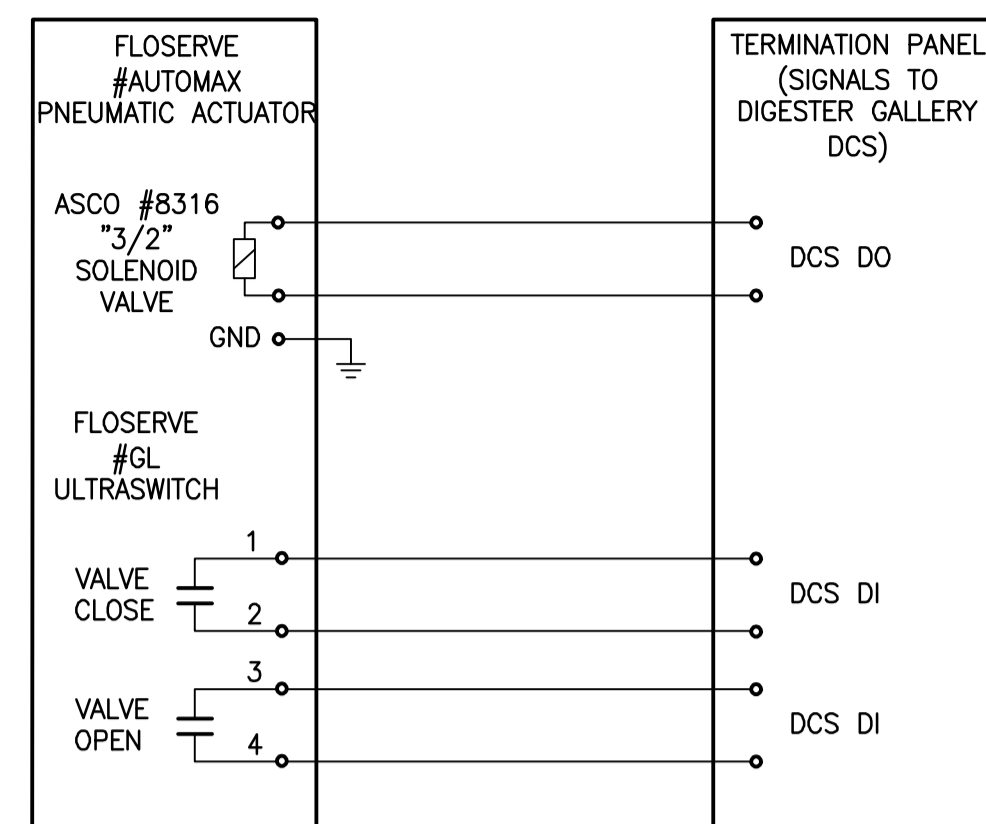 FLOSERVE
#AUTOMAX
PNEUMATIC ACTUATOR
ASCO #8316
"3/2"
SOLENOID
VALVE
GND
FLOSERVE
#GL
ULTRASWITCH
1
VALVE
CLOSE
2
3
VALVE
OPEN
4
TERMINATION PANEL
(SIGNALS TO
DIGESTER GALLERY
DCS)
DCS DO
DCS DI
DCS DI